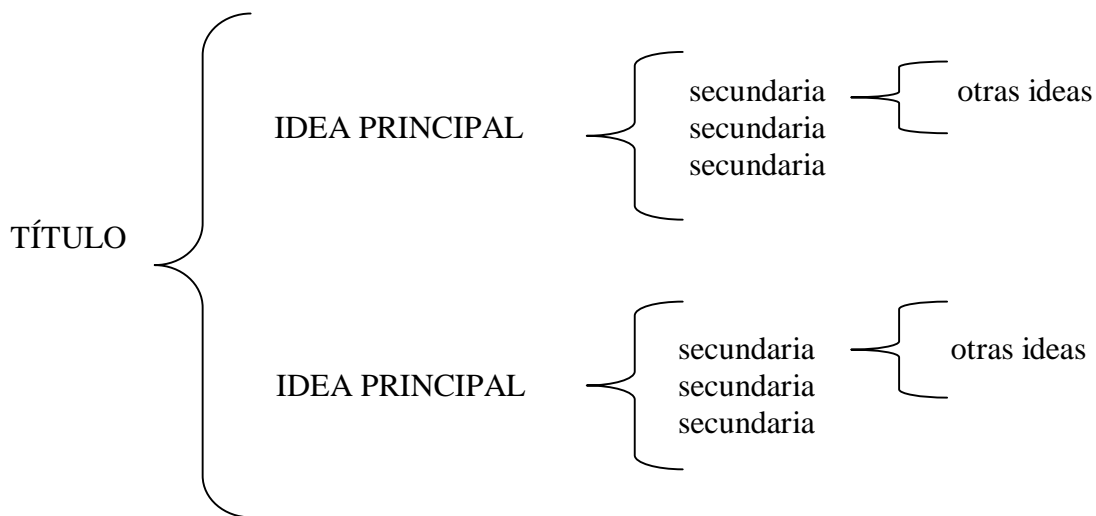 TÍTULO
IDEA PRINCIPAL
secundaria
secundaria
secundaria
otras ideas
IDEA PRINCIPAL
secundaria
secundaria
secundaria
otras ideas